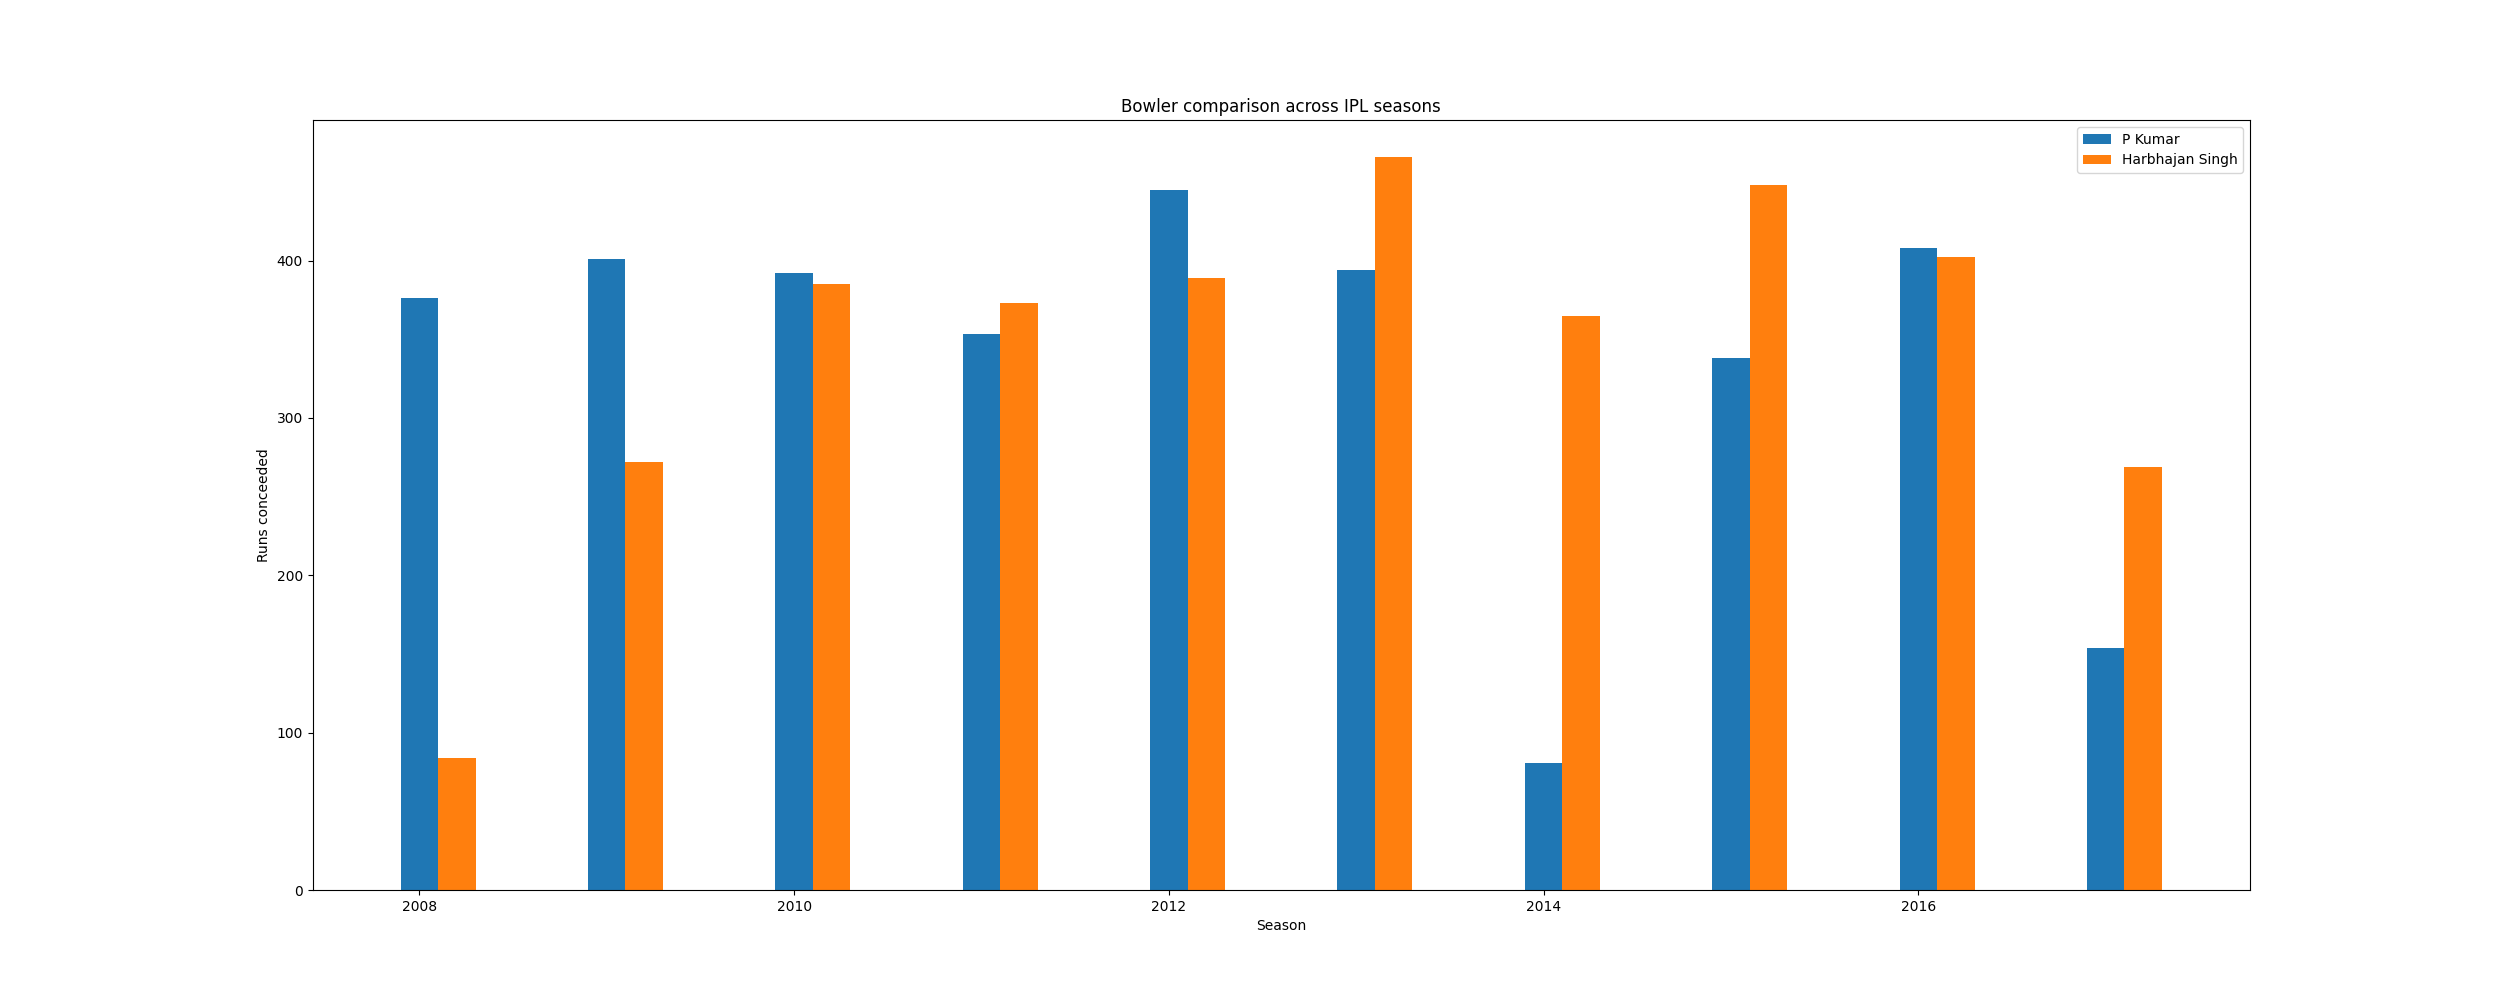 Bowler comparison across IPL seasons
P Kumar
Harbhajan Singh
Runs conceeded
400
300
200
100
0
2008
2010
2012
2014
2016
Season